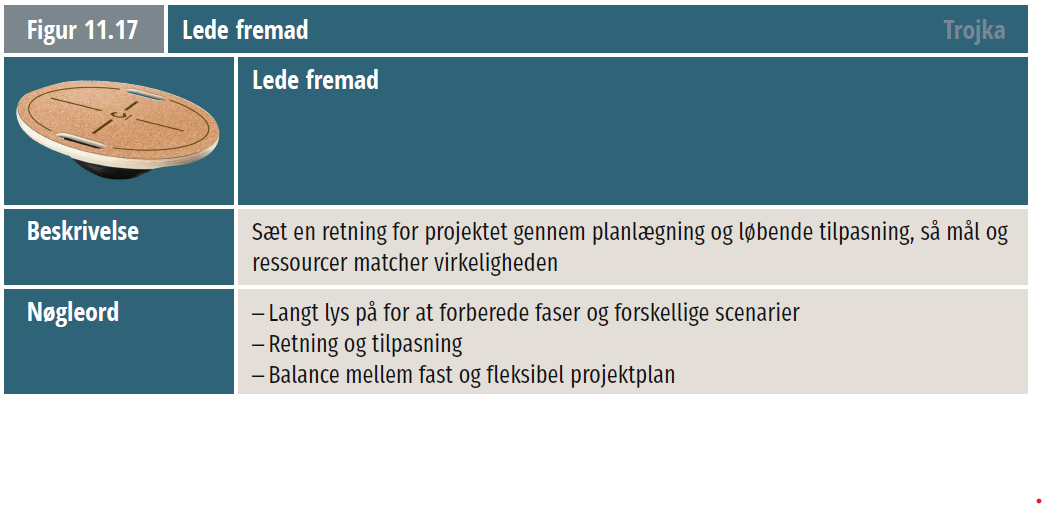 Figur 11.17
Lede fremad
Trojka
Lede fremad
Beskrivelse
Sæt en retning for projektet gennem planlægning og løbende tilpasning, så mål og
ressourcer matcher virkeligheden
Nøgleord
– Langt lys på for at forberede faser og forskellige scenarier
– Retning og tilpasning
– Balance mellem fast og fleksibel projektplan